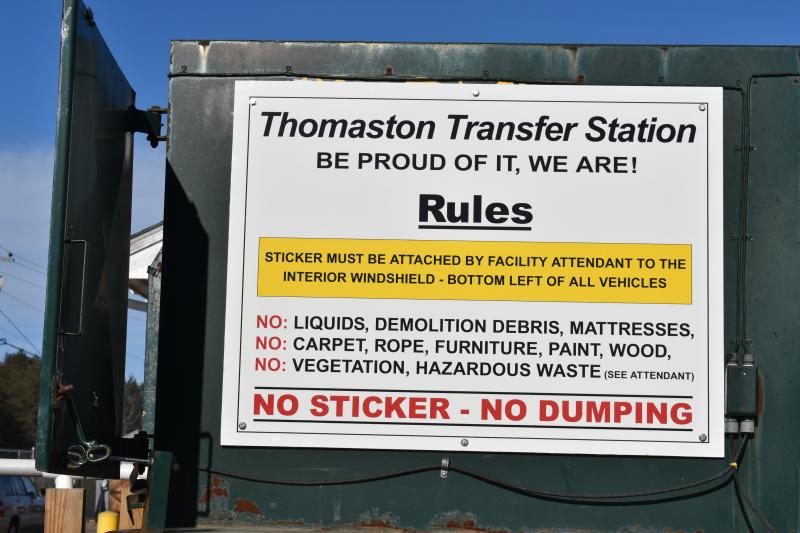 Thomaston Transfer Station
BE PROUD OF IT, WE ARE!
Rules
STICKER MUST BE ATTACHED BY FACILITY ATTENDANT TO THE
INTERIOR WINDSHIELD - BOTTOM LEFT OF ALL VEHICLES
NO: LIQUIDS, DEMOLITION DEBRIS, MATTRESSES,
NO: CARPET, ROPE, FURNITURE, PAINT, WOOD,
NO: VEGETATION, HAZARDOUS WASTE (SEE ATTENDANT)
NO STICKER - NO DUMPING